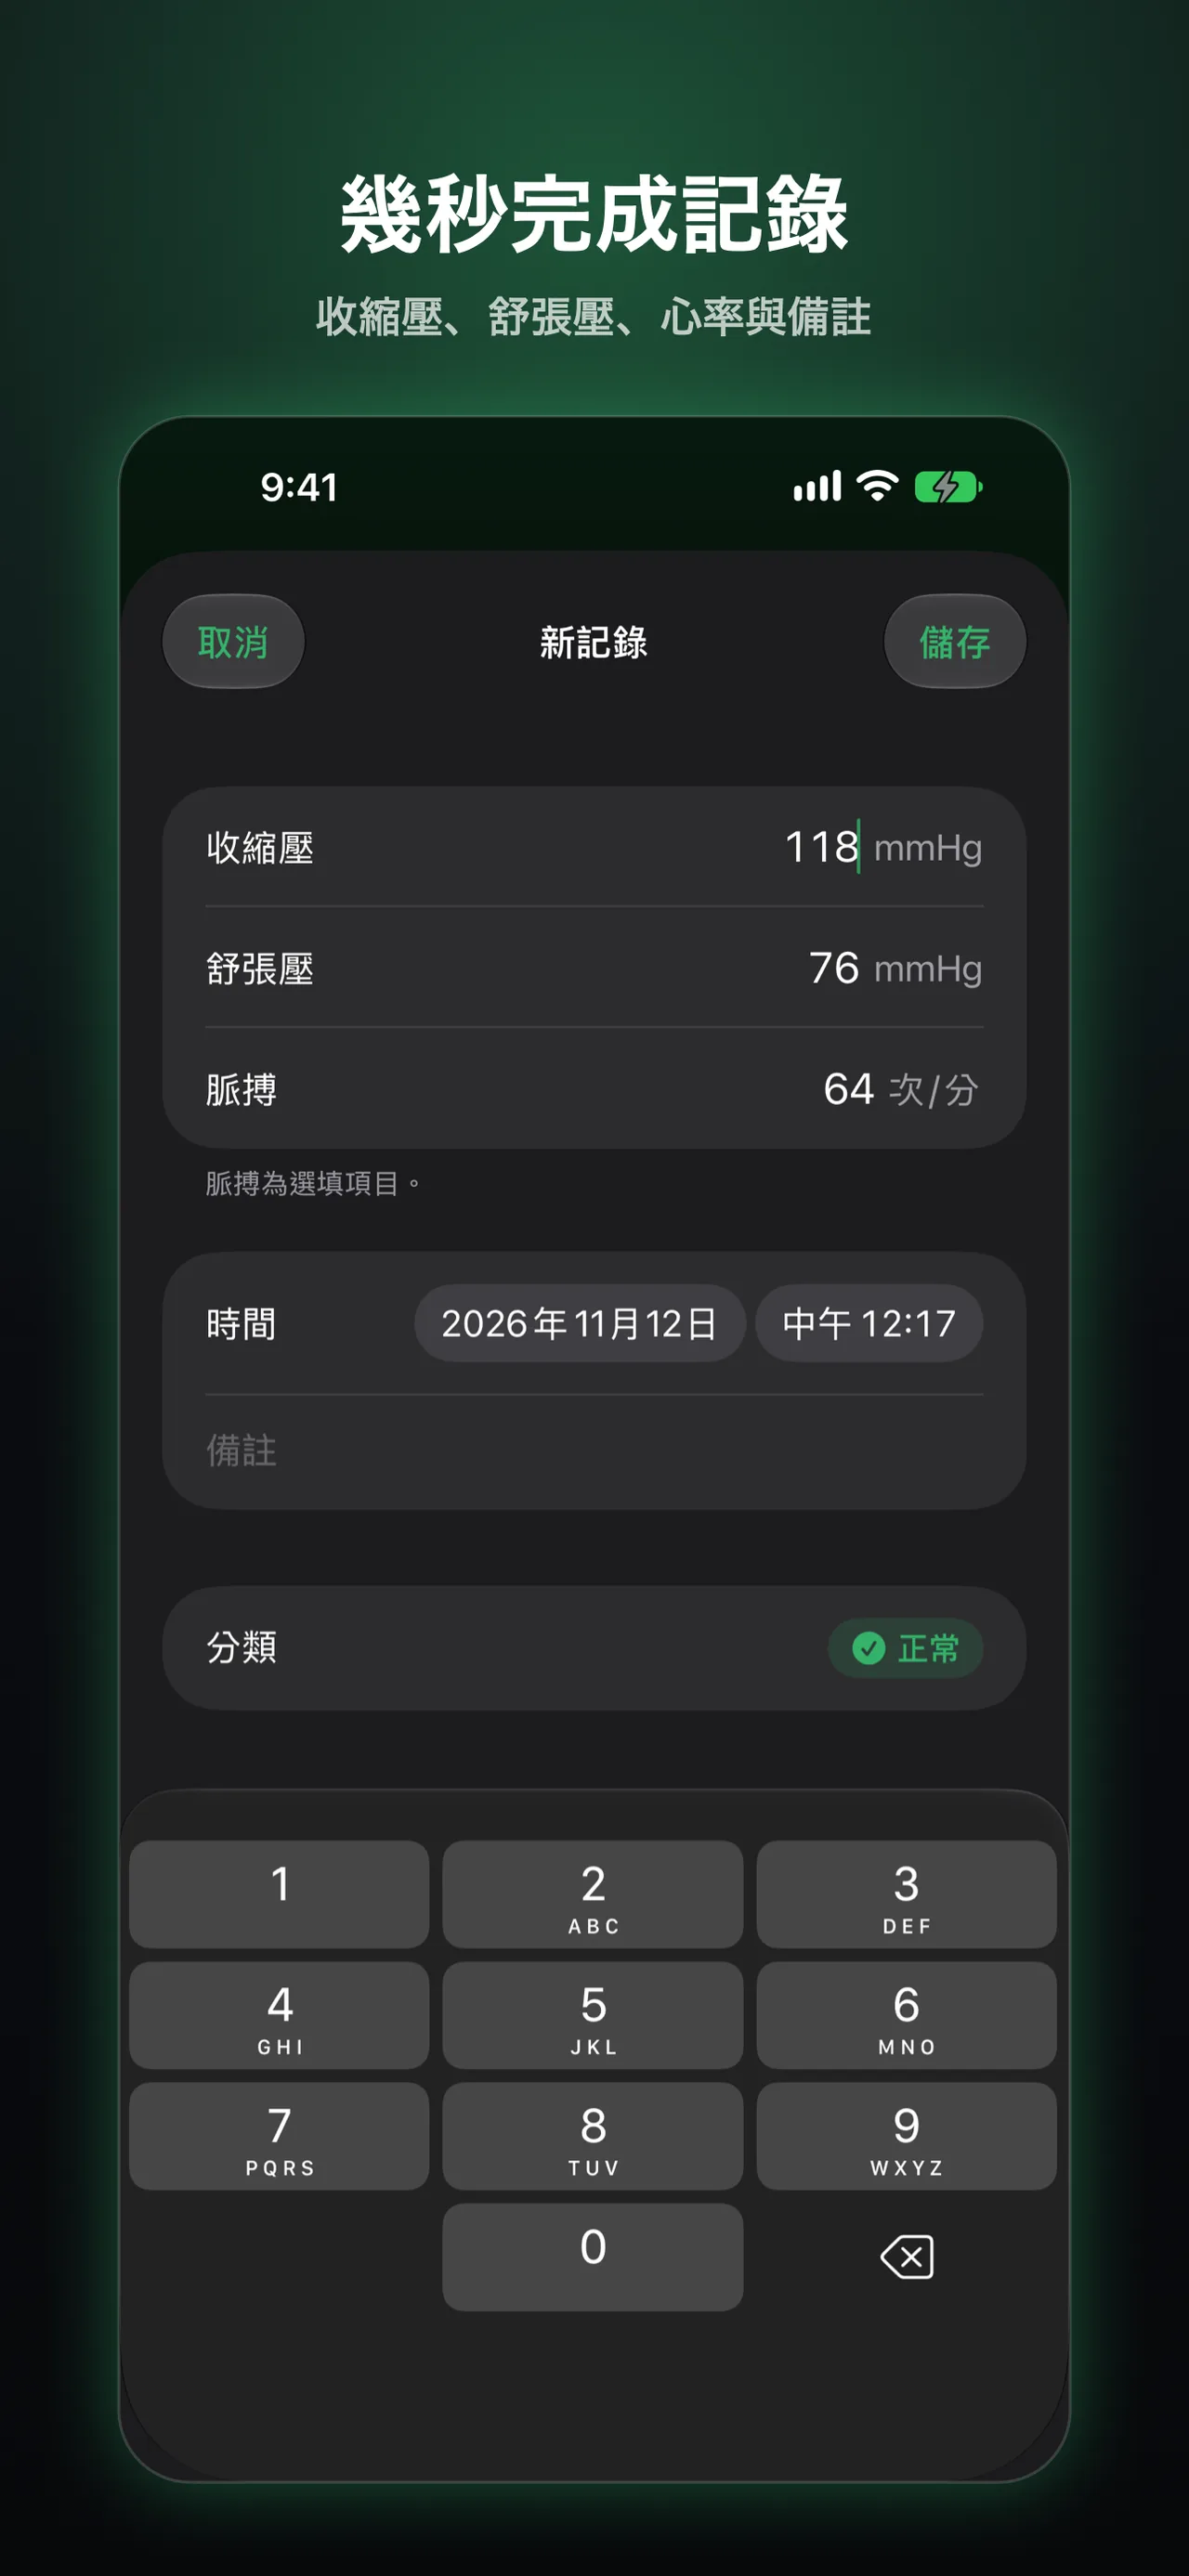 幾秒完成記錄
收縮壓、舒張壓、心率與備註
9:41
取消 新記錄 儲存
收縮壓 118 mmHg
舒張壓 76 mmHg
脈搏 64 次/分
脈搏為選填項目。
時間 2026年11月12日 中午 12:17
備註
分類 正常
1 2 3
ABC DEF
4 5 6
GHI JKL MNO
7 8 9
PQRS TUV WXYZ
0